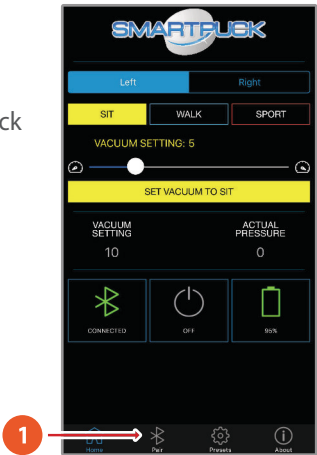 SMARTPUCK
Left Right
ck
SIT WALK SPORT
VACUUM SETTING: 5
SET VACUUM TO SIT
VACUUM SETTING
ACTUAL PRESSURE
10 0
CONNECTED OFF 95%
1
Home Pair Presets About